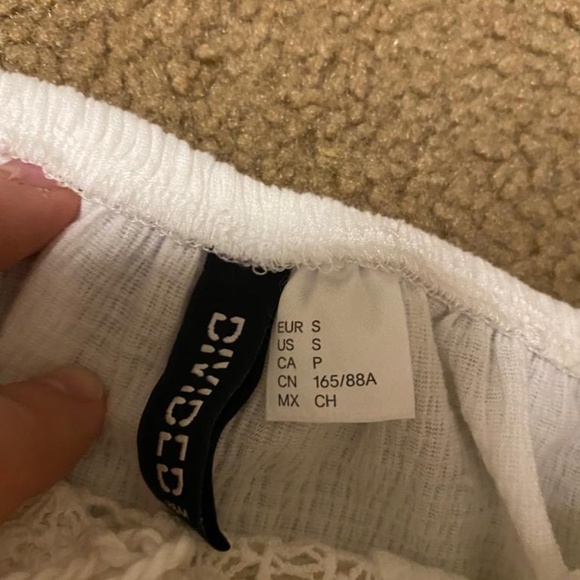 DIVIDED
EUR S
US S
CA P
CN 165/88A
MX CH